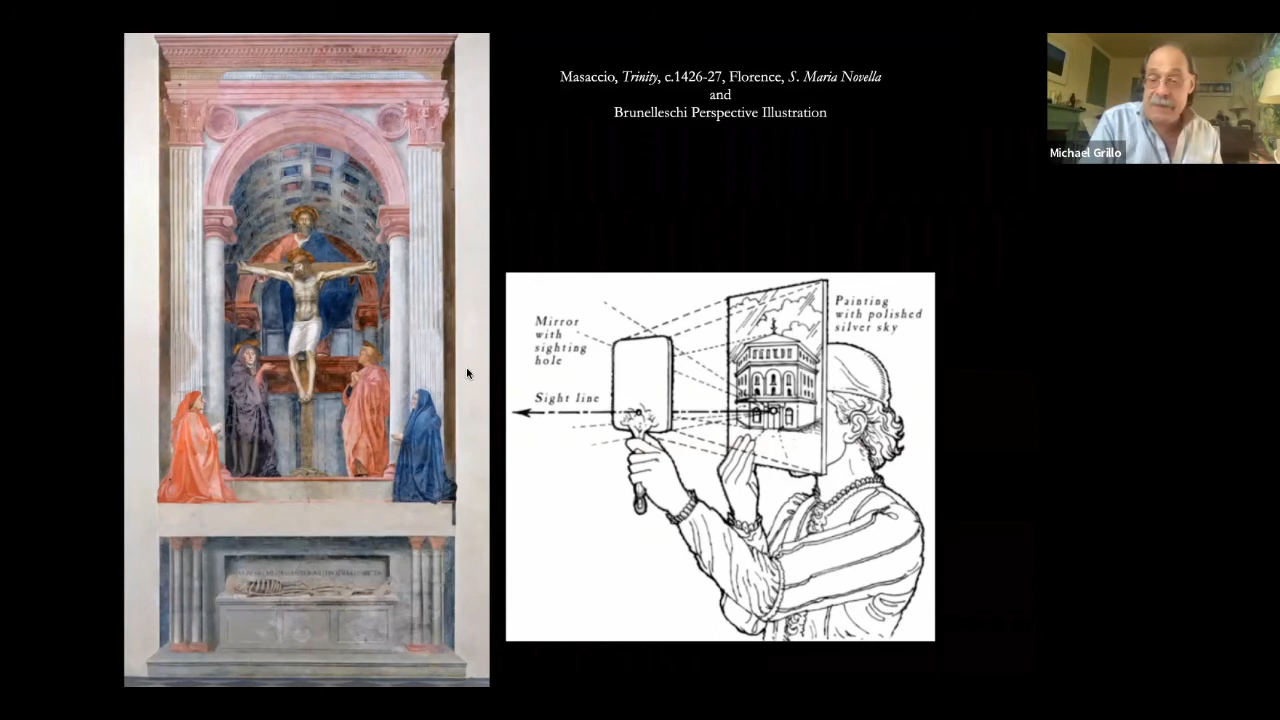 Masaccio, Trinity, c.1426-27, Florence, S. Maria Novella
and
Brunelleschi Perspective Illustration
Michael Grillo
Mirror
with
sighting
hole
Sight line
Painting
with polished
silver sky